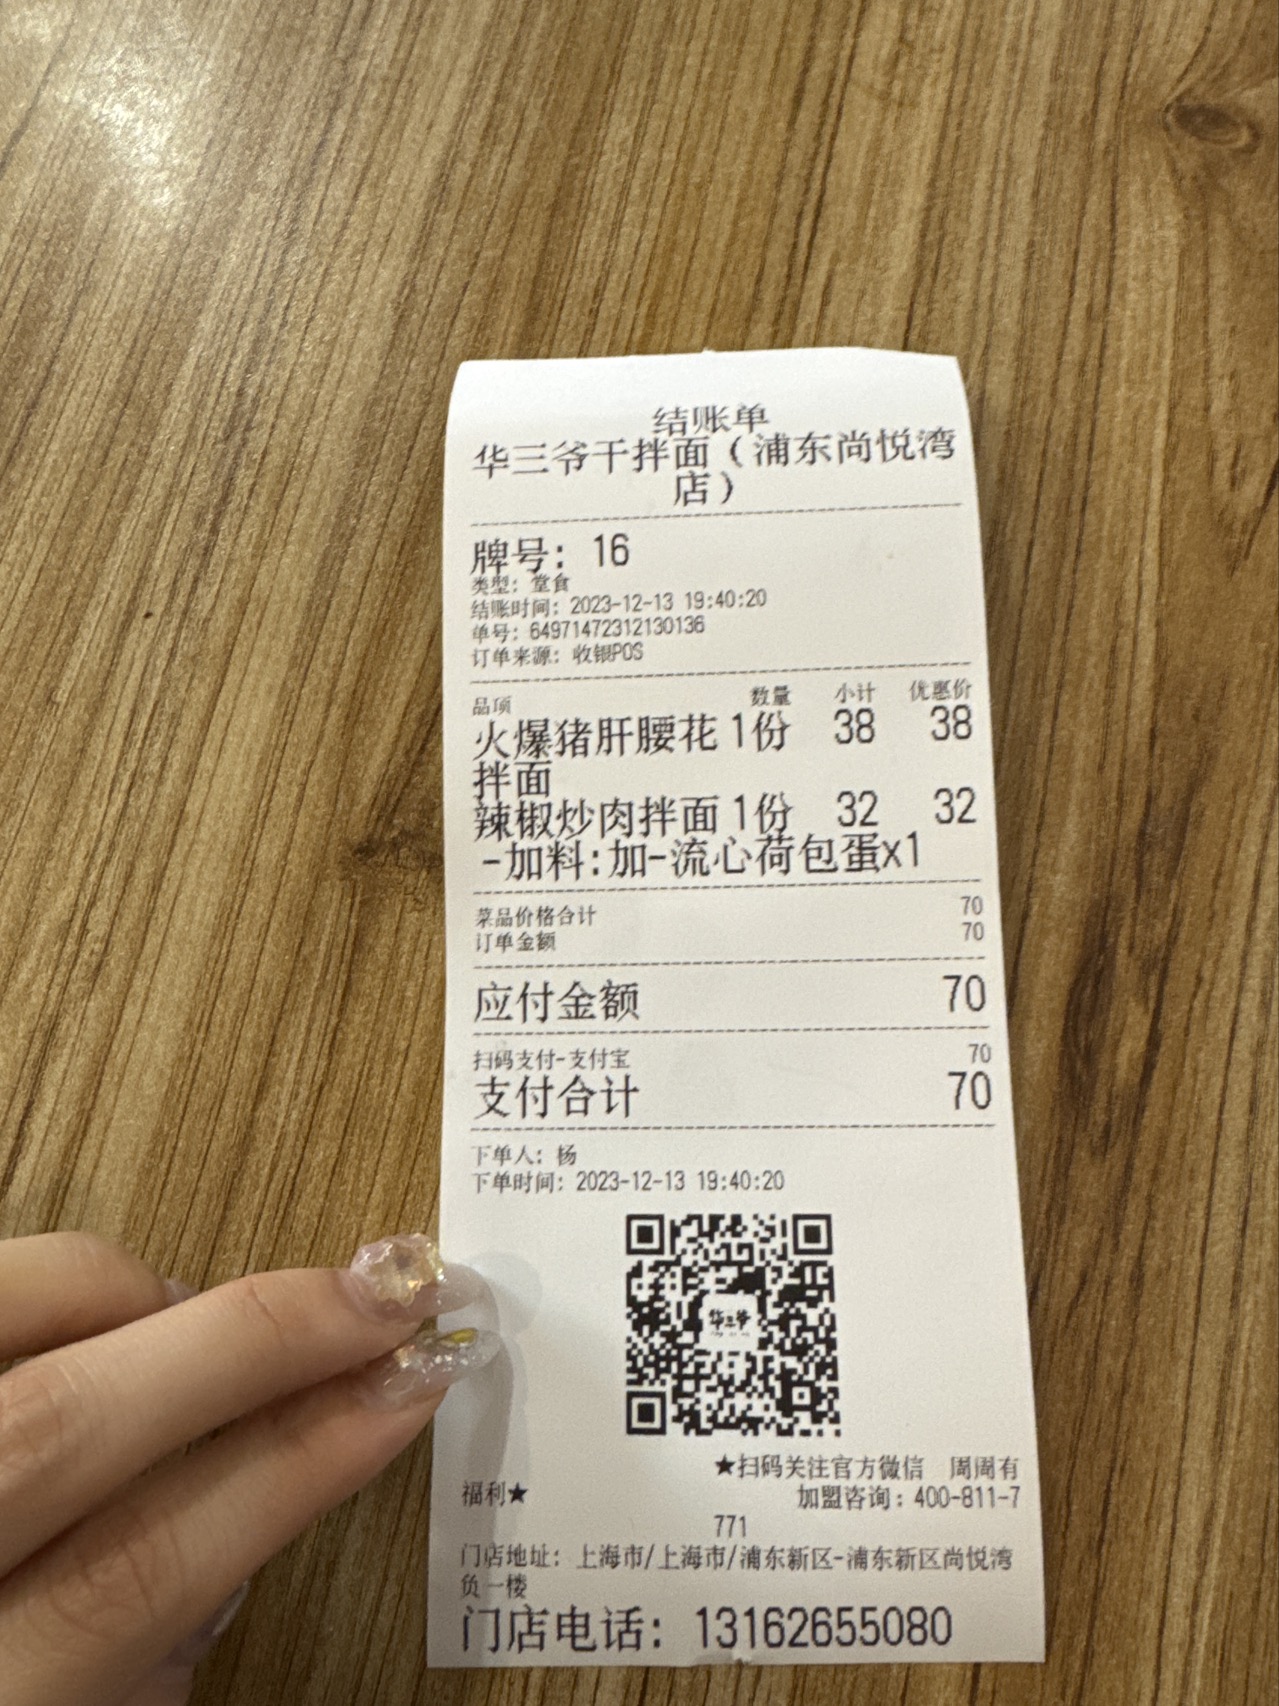 结账单
华三爷干拌面（浦东尚悦湾
店）
牌号：16
类型：堂食
结账时间：2023-12-13 19:40:20
单号：64971472312130136
订单来源：收银POS
品项 数量 小计 优惠价
火爆猪肝腰花 1份 38 38
拌面
辣椒炒肉拌面 1份 32 32
-加料:加-流心荷包蛋x1
菜品价格合计 70
订单金额 70
应付金额 70
扫码支付-支付宝 70
支付合计 70
下单人：杨
下单时间：2023-12-13 19:40:20
华三爷
★扫码关注官方微信 周周有
福利★ 加盟咨询：400-811-7
771
门店地址：上海市/上海市/浦东新区-浦东新区尚悦湾
负一楼
门店电话：13162655080